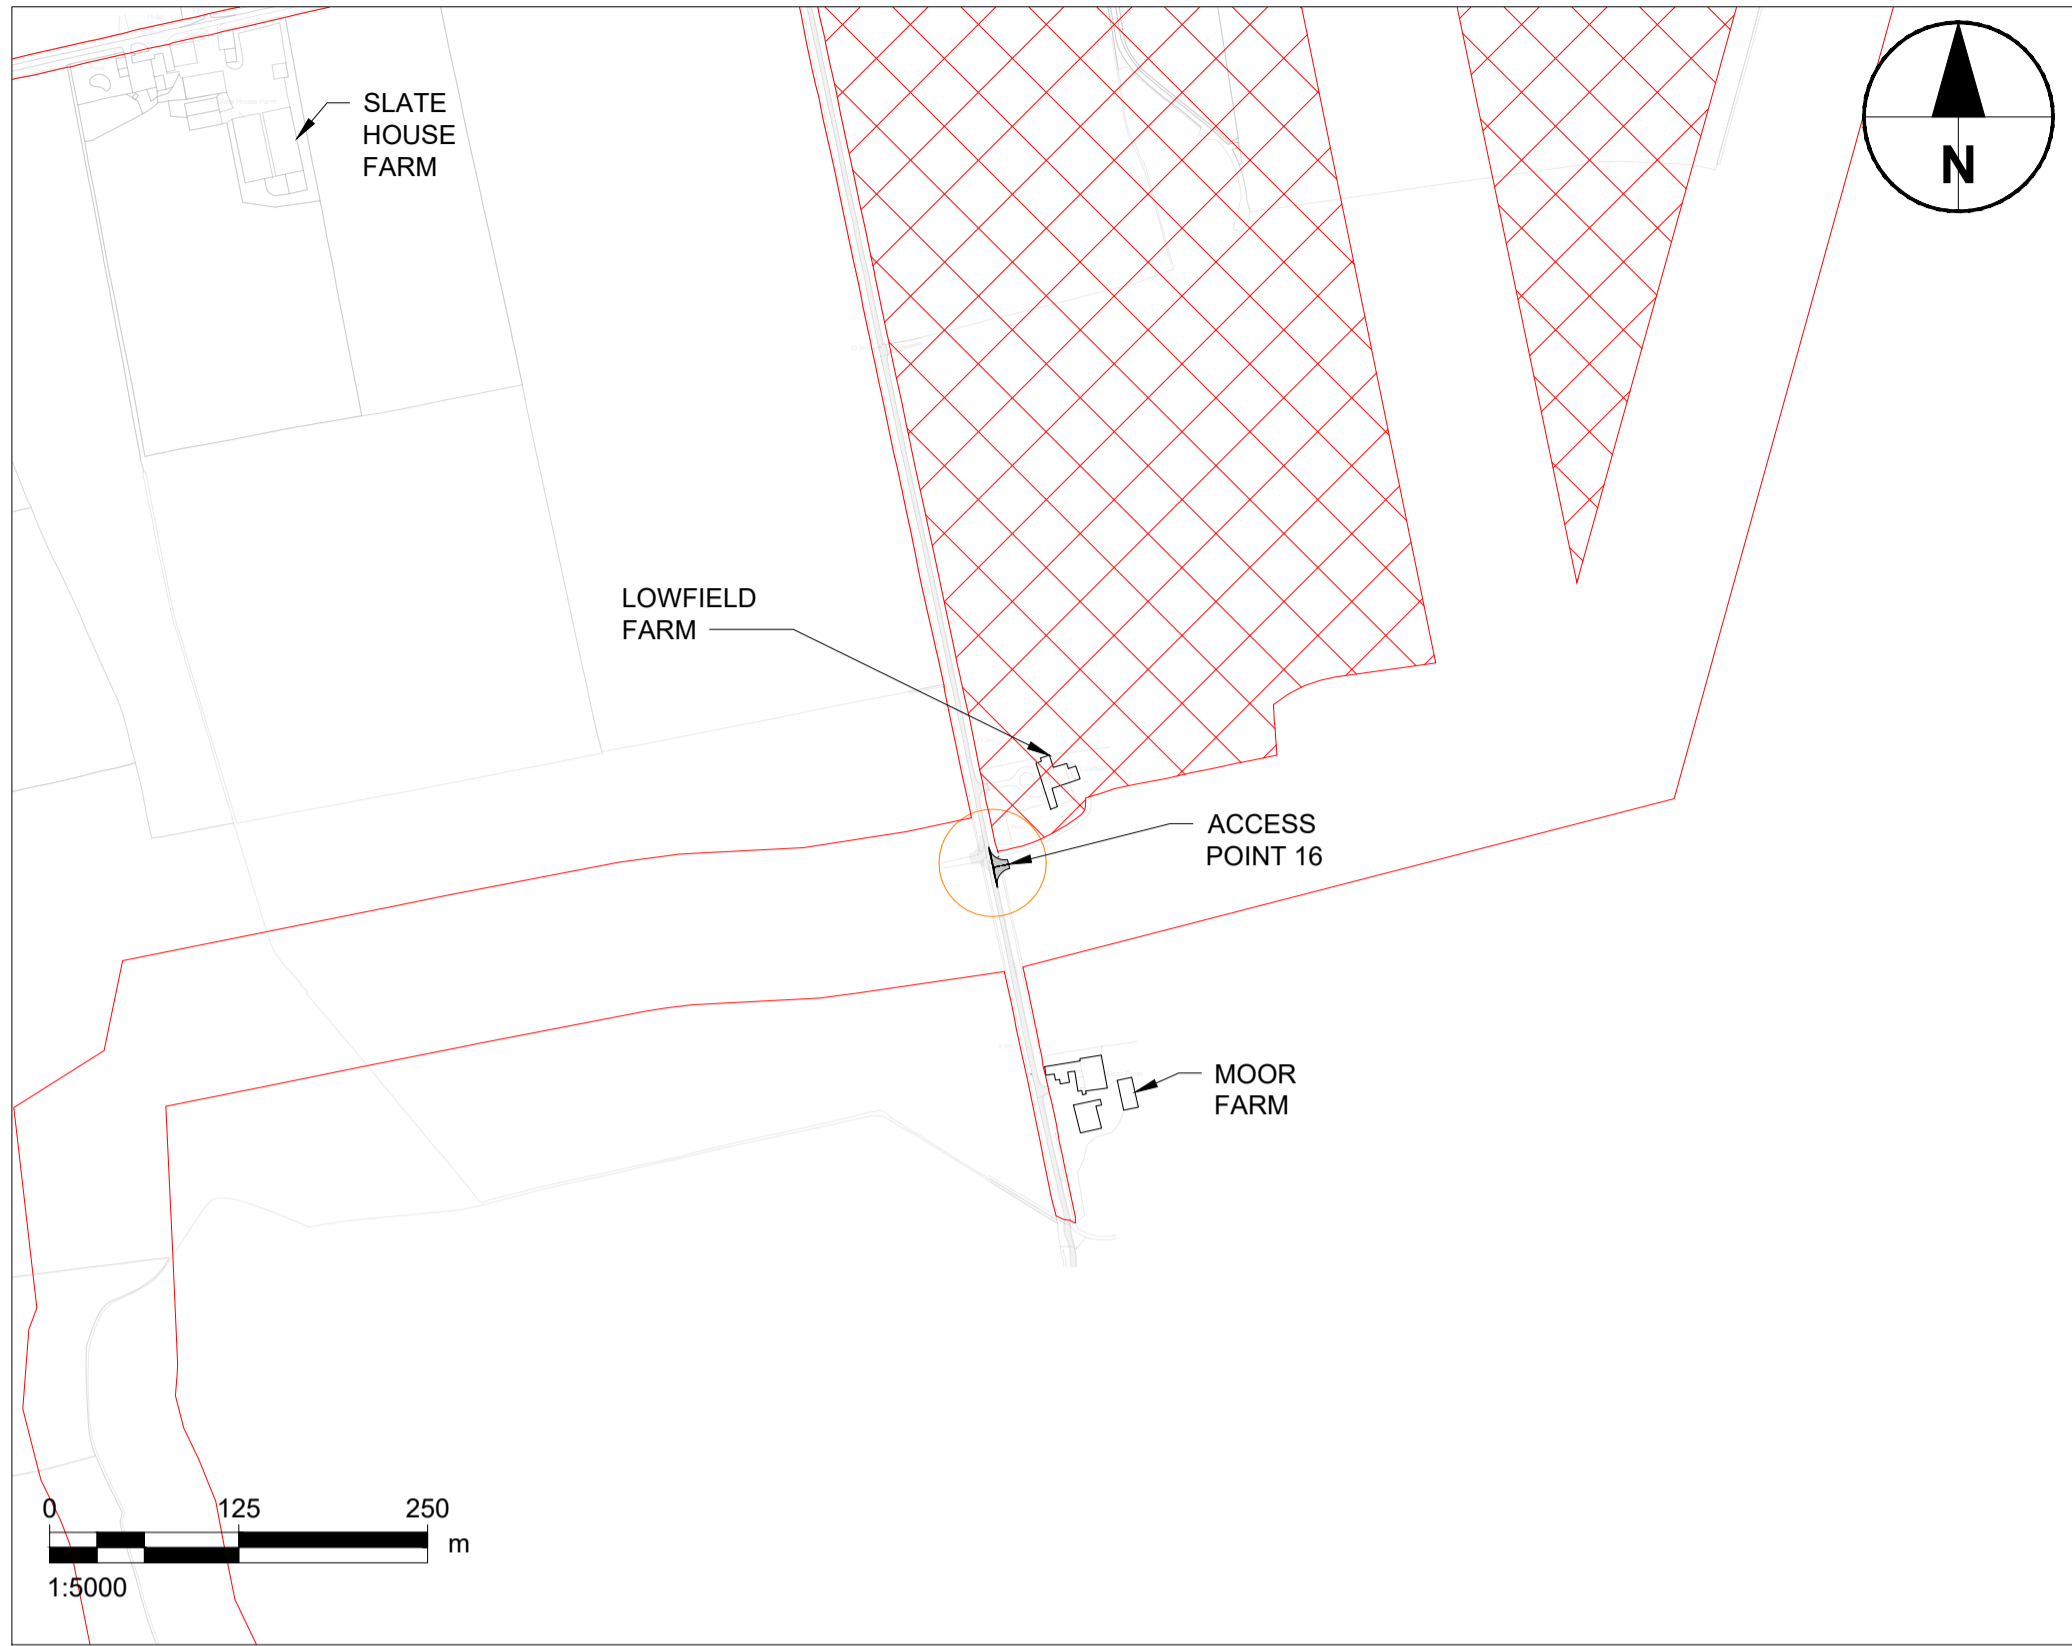 SLATE
HOUSE
FARM
N
LOWFIELD
FARM
ACCESS
POINT 16
MOOR
FARM
0 125 250
m
1:5000